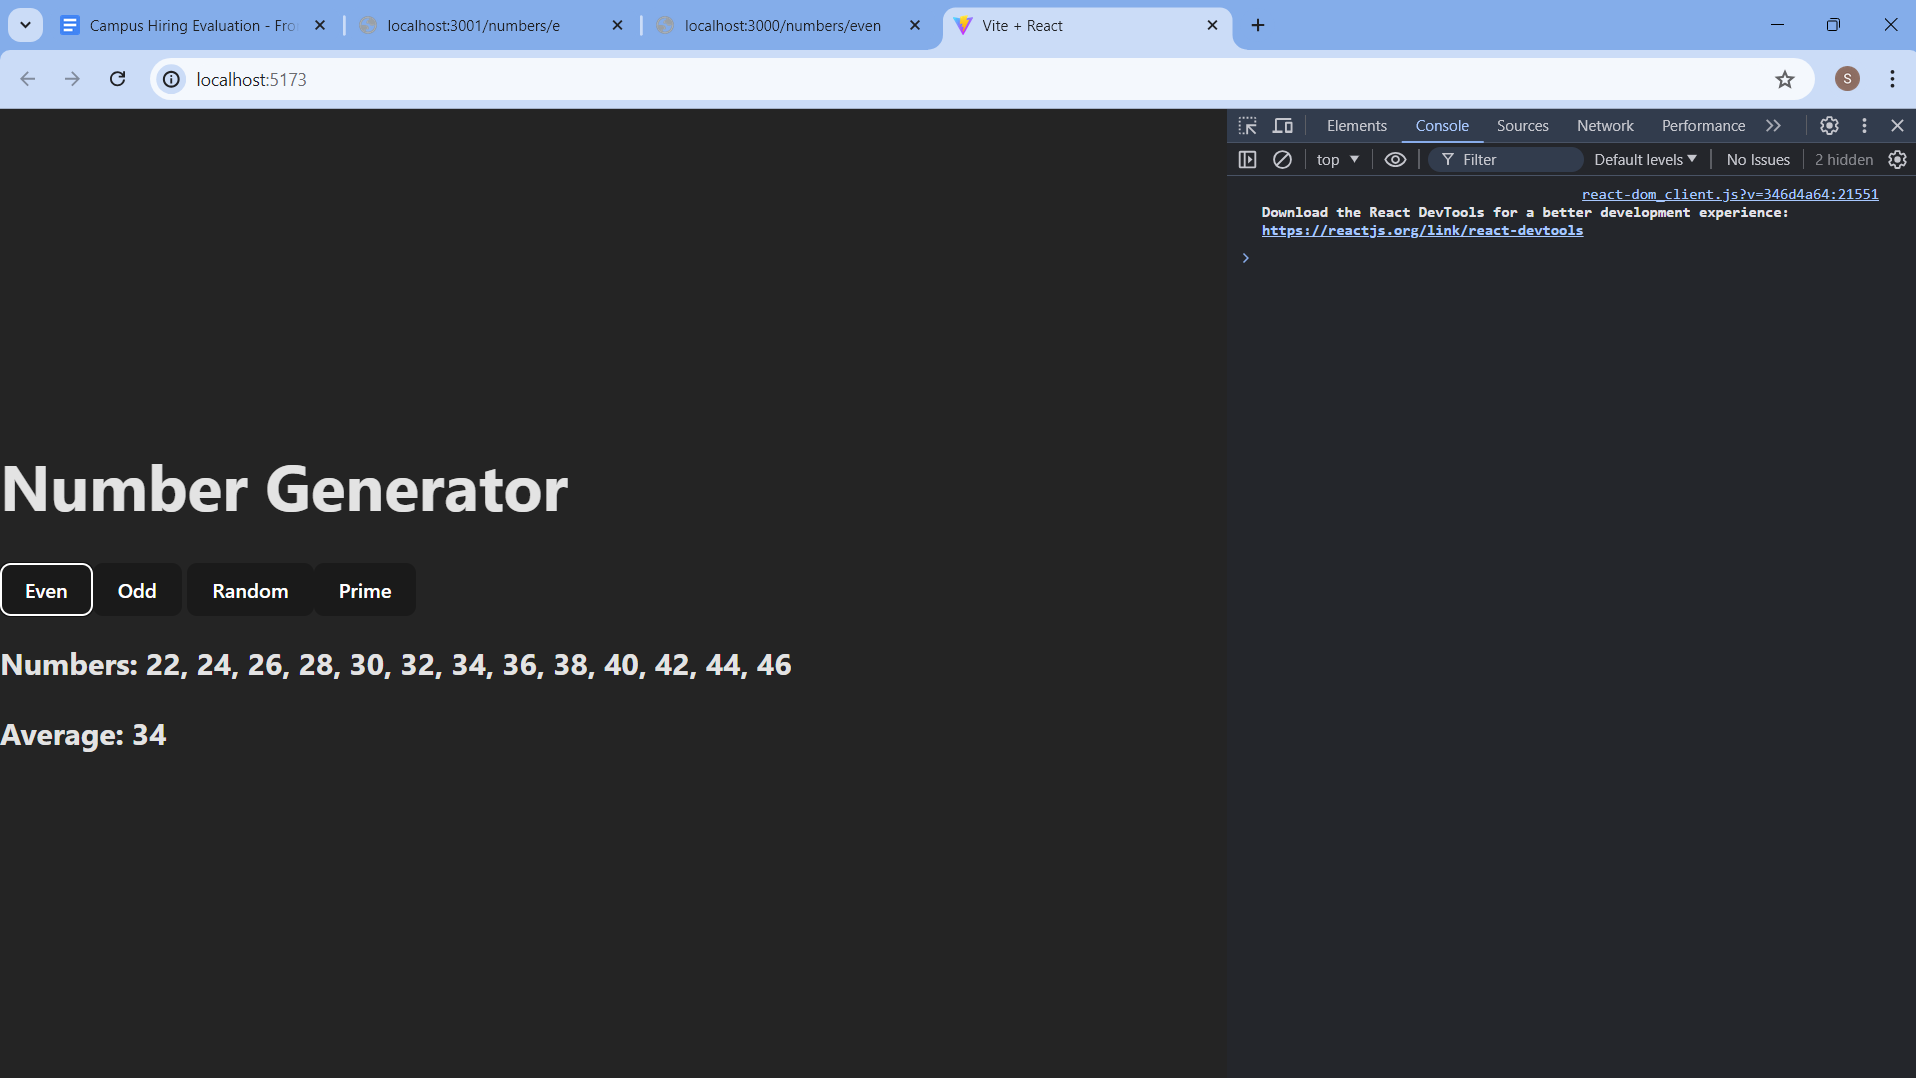 Campus Hiring Evaluation - Fro
localhost:3001/numbers/e
localhost:3000/numbers/even
Vite + React
localhost:5173
S
Elements Console Sources Network Performance
top Filter Default levels No Issues 2 hidden
react-dom_client.js?v=346d4a64:21551
Download the React DevTools for a better development experience:
https://reactjs.org/link/react-devtools
Number Generator
Even Odd Random Prime
Numbers: 22, 24, 26, 28, 30, 32, 34, 36, 38, 40, 42, 44, 46
Average: 34